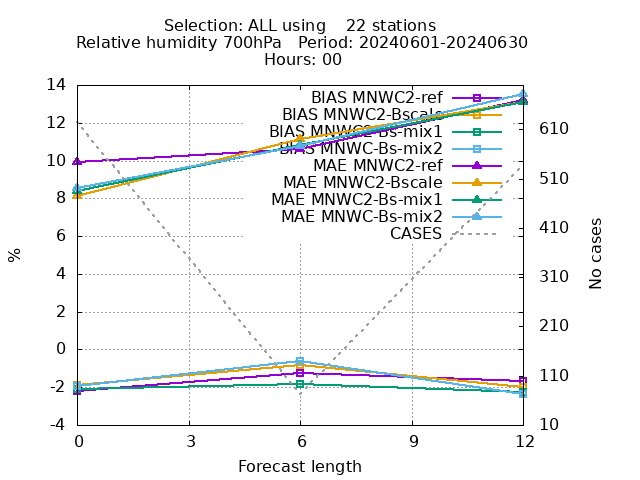 Selection: ALL using 22 stations
Relative humidity 700hPa Period: 20240601-20240630
Hours: 00
14
12
10
8
6
4
2
0
-2
-4
%
BIAS MNWC2-ref
BIAS MNWC2-Bscale
BIAS MNWC2-Bs-mix1
BIAS MNWC-Bs-mix2
MAE MNWC2-ref
MAE MNWC2-Bscale
MAE MNWC2-Bs-mix1
MAE MNWC-Bs-mix2
CASES
610
510
410
310
210
110
10
No cases
0 3 6 9 12
Forecast length